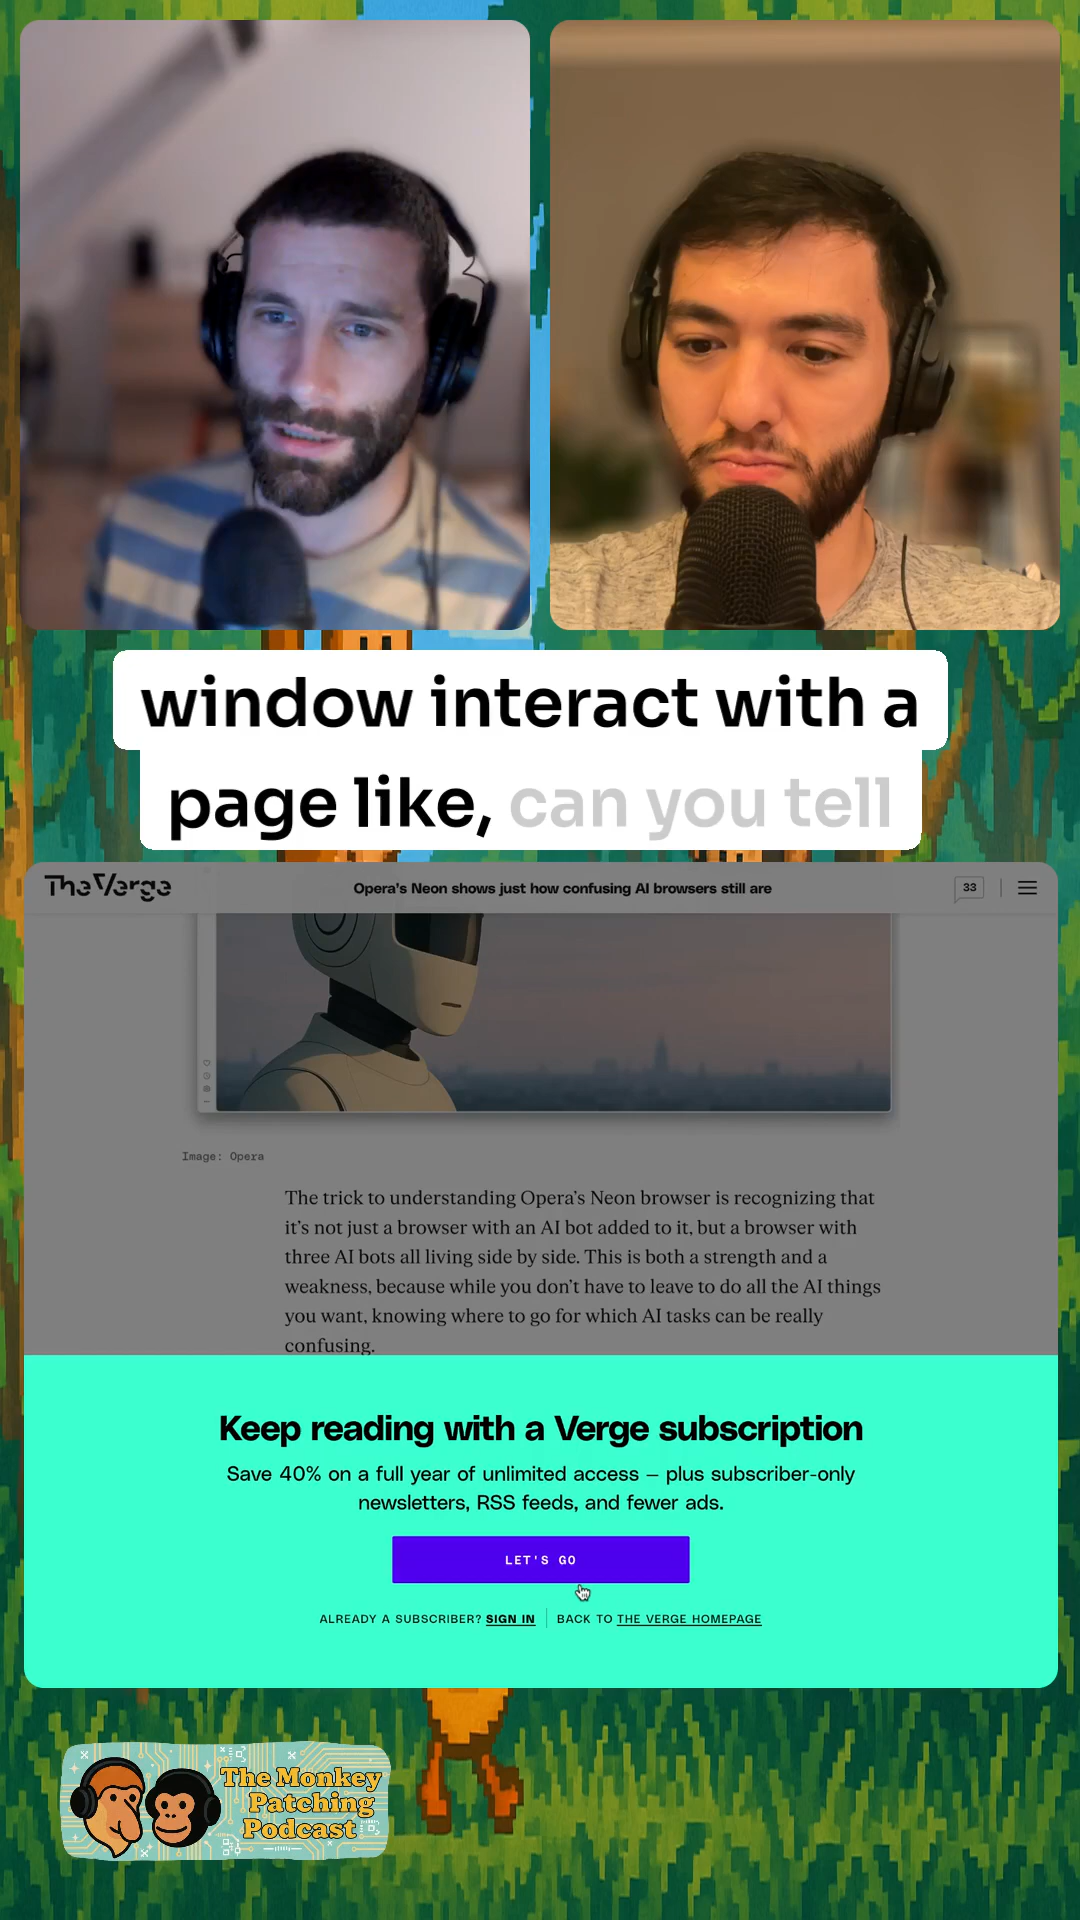 window interact with a
page like, can you tell
The Verge
Opera's Neon shows just how confusing AI browsers still are
33
Image: Opera
The trick to understanding Opera's Neon browser is recognizing that
it's not just a browser with an AI bot added to it, but a browser with
three AI bots all living side by side. This is both a strength and a
weakness, because while you don't have to leave to do all the AI things
you want, knowing where to go for which AI tasks can be really
confusing.
Keep reading with a Verge subscription
Save 40% on a full year of unlimited access — plus subscriber-only
newsletters, RSS feeds, and fewer ads.
LET'S GO
ALREADY A SUBSCRIBER? SIGN IN
BACK TO THE VERGE HOMEPAGE
The Monkey
Patching
Podcast